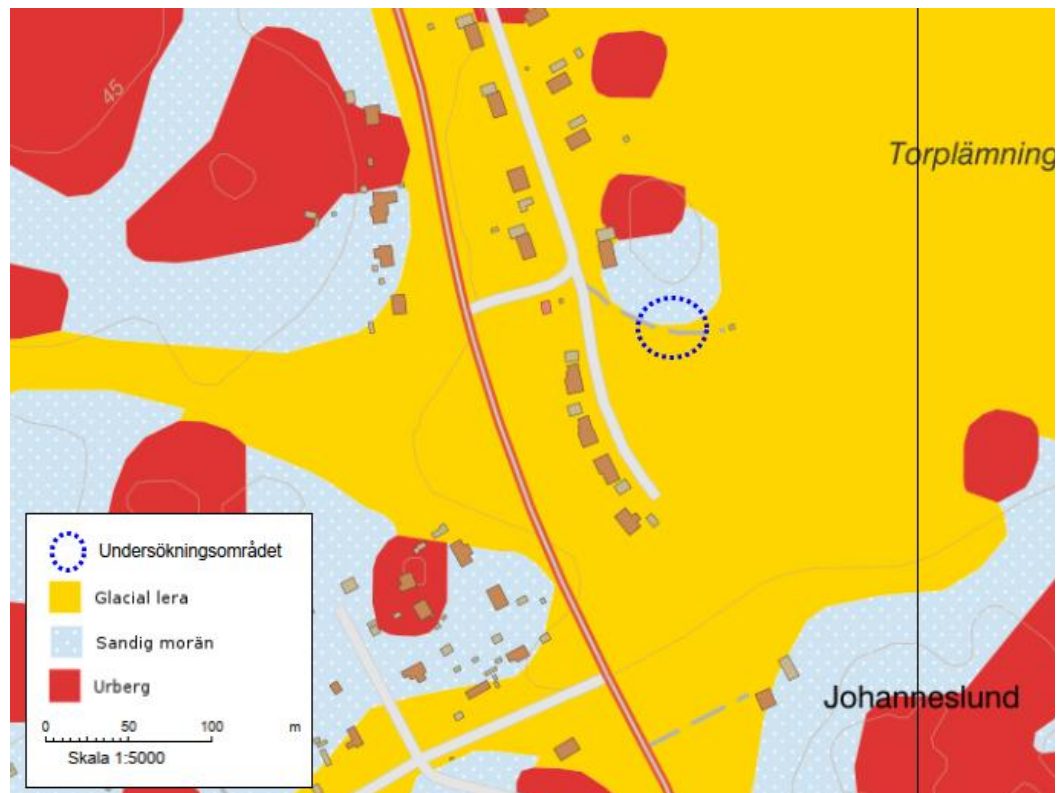 45
Torplämning
Undersökningsområdet
Glacial lera
Sandig morän
Urberg
0 50 100 m
Skala 1:5000
Johanneslund